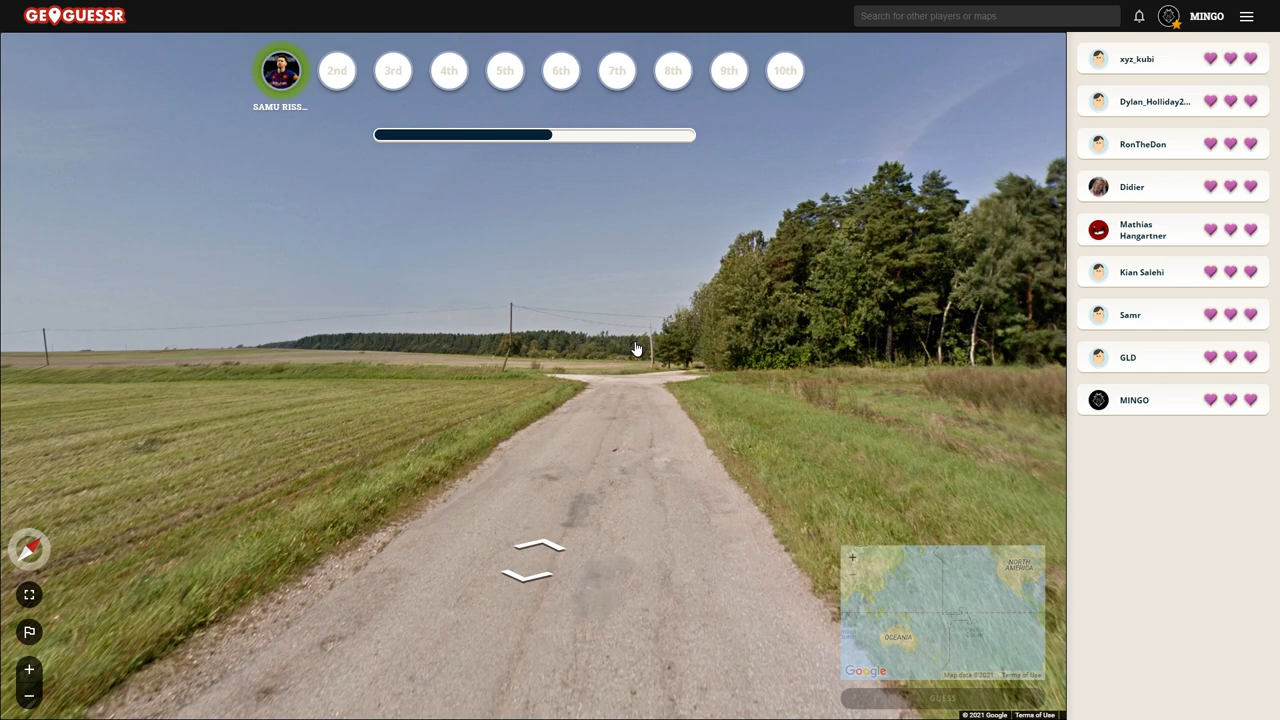 GEOGUESSR
Search for other players or maps
MINGO
2nd
3rd
4th
5th
6th
7th
8th
9th
10th
SAMU RISS...
xyz_kubi
Dylan_Holliday2...
RonTheDon
Didier
Mathias
Hangartner
Kian Salehi
Samr
GLD
MINGO
+
−
NORTH
AMERICA
OCEANIA
Google
Map data ©2021
Terms of Use
GUESS
+
−
© 2021 Google
Terms of Use